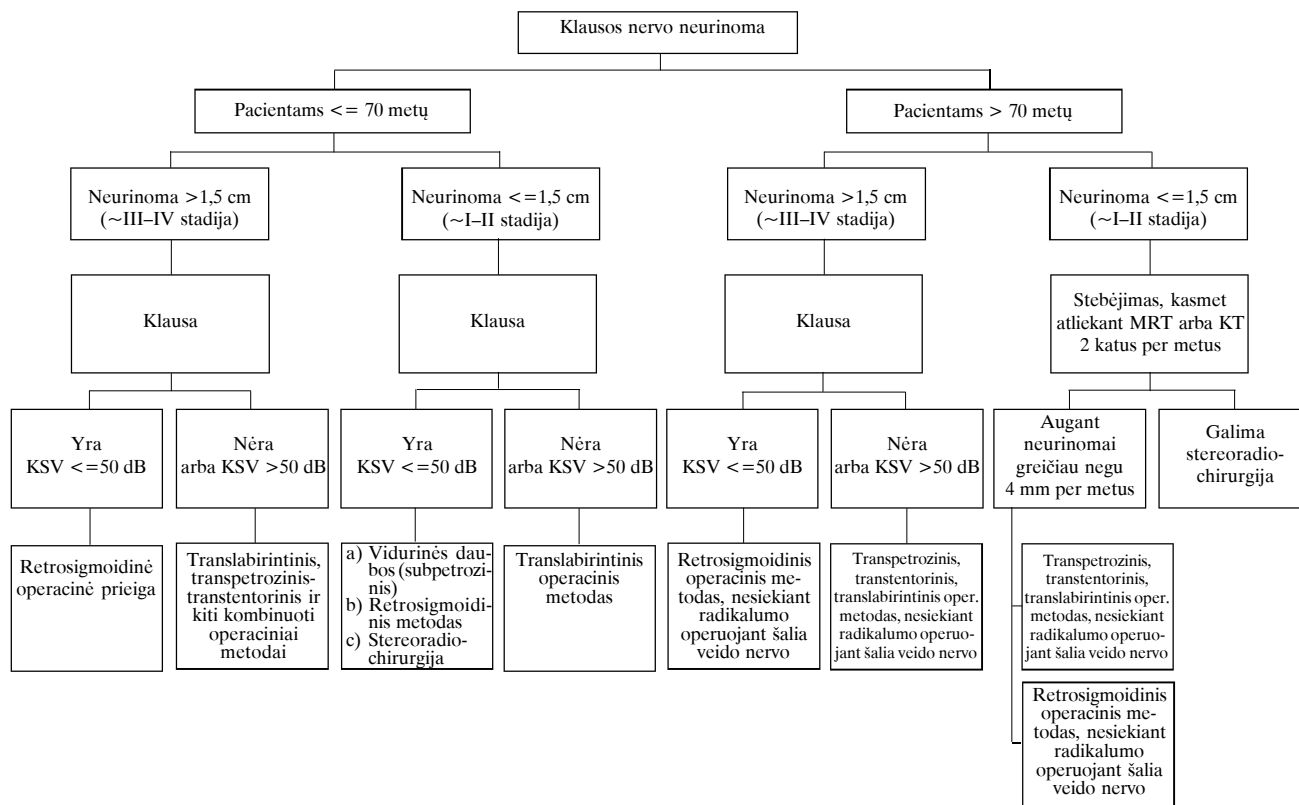 Klausos nervo neurinoma
Pacientams <= 70 metų
Pacientams > 70 metų
Neurinoma >1,5 cm
(~III–IV stadija)
Neurinoma <=1,5 cm
(~I–II stadija)
Neurinoma >1,5 cm
(~III–IV stadija)
Neurinoma <=1,5 cm
(~I–II stadija)
Klausa
Klausa
Klausa
Stebėjimas, kasmet
atliekant MRT arba KT
2 katus per metus
Yra
KSV <=50 dB
Nėra
arba KSV >50 dB
Yra
KSV <=50 dB
Nėra
arba KSV >50 dB
Yra
KSV <=50 dB
Nėra
arba KSV >50 dB
Augant
neurinomai
greičiau negu
4 mm per metus
Galima
stereoradio-
chirurgija
Retrosigmoidinė
operacinė prieiga
Translabirintinis,
transpetrozinis-
transtentorinis ir
kiti kombinuoti
operaciniai
metodai
a) Vidurinės dau-
bos (subpetrozi-
nis)
b) Retrosigmoidi-
nis metodas
c) Stereoradio-
chirurgija
Translabirintinis
operacinis
metodas
Retrosigmoidinis
operacinis me-
todas, nesiekiant
radikalumo
operuojant šalia
veido nervo
Transpetrozinis,
transtentorinis,
translabirintinis oper.
metodas, nesiekiant
radikalumo operuo-
jant šalia veido nervo
Transpetrozinis,
transtentorinis,
translabirintinis oper.
metodas, nesiekiant
radikalumo operuo-
jant šalia veido nervo
Retrosigmoidinis
operacinis me-
todas, nesiekiant
radikalumo
operuojant šalia
veido nervo